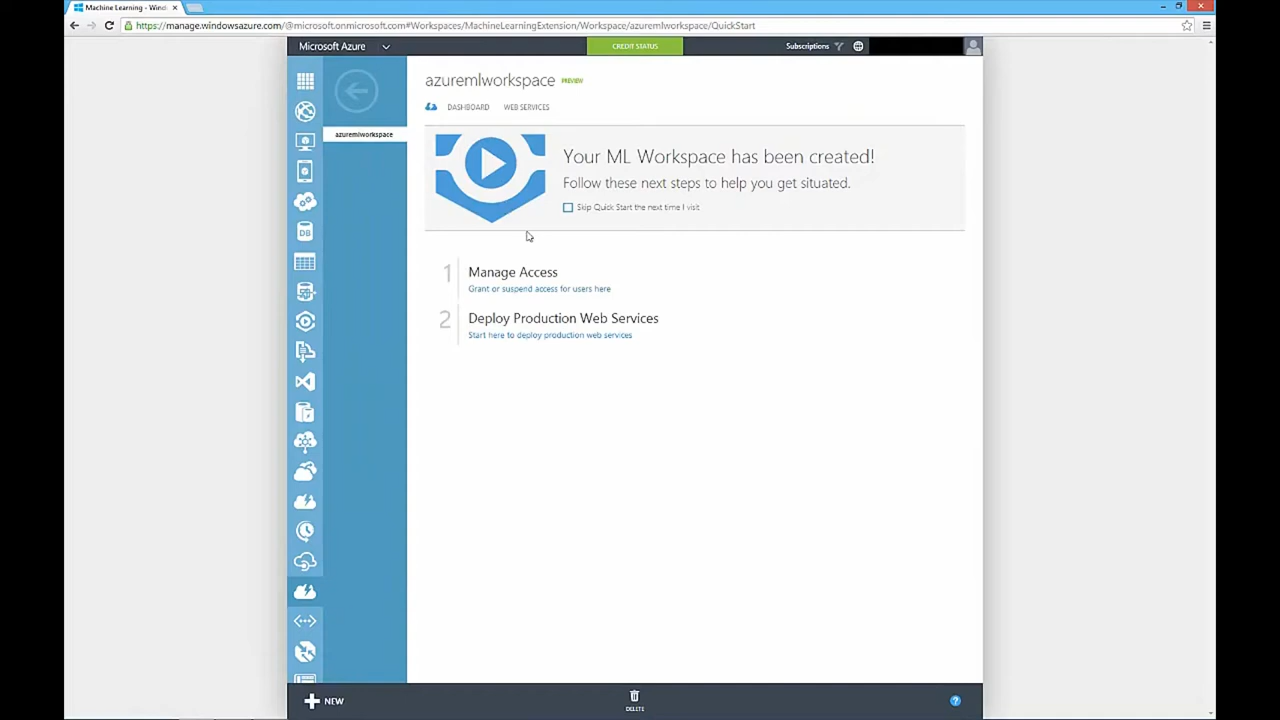 Machine Learning - Wind
https://manage.windowsazure.com/@microsoft.onmicrosoft.com#Workspaces/MachineLearningExtension/Workspace/azuremlworkspace/QuickStart
Microsoft Azure
CREDIT STATUS
Subscriptions
azuremlworkspace PREVIEW
DASHBOARD WEB SERVICES
azuremlworkspace
Your ML Workspace has been created!
Follow these next steps to help you get situated.
Skip Quick Start the next time I visit
1 Manage Access
Grant or suspend access for users here
2 Deploy Production Web Services
Start here to deploy production web services
DB
NEW
DELETE
?